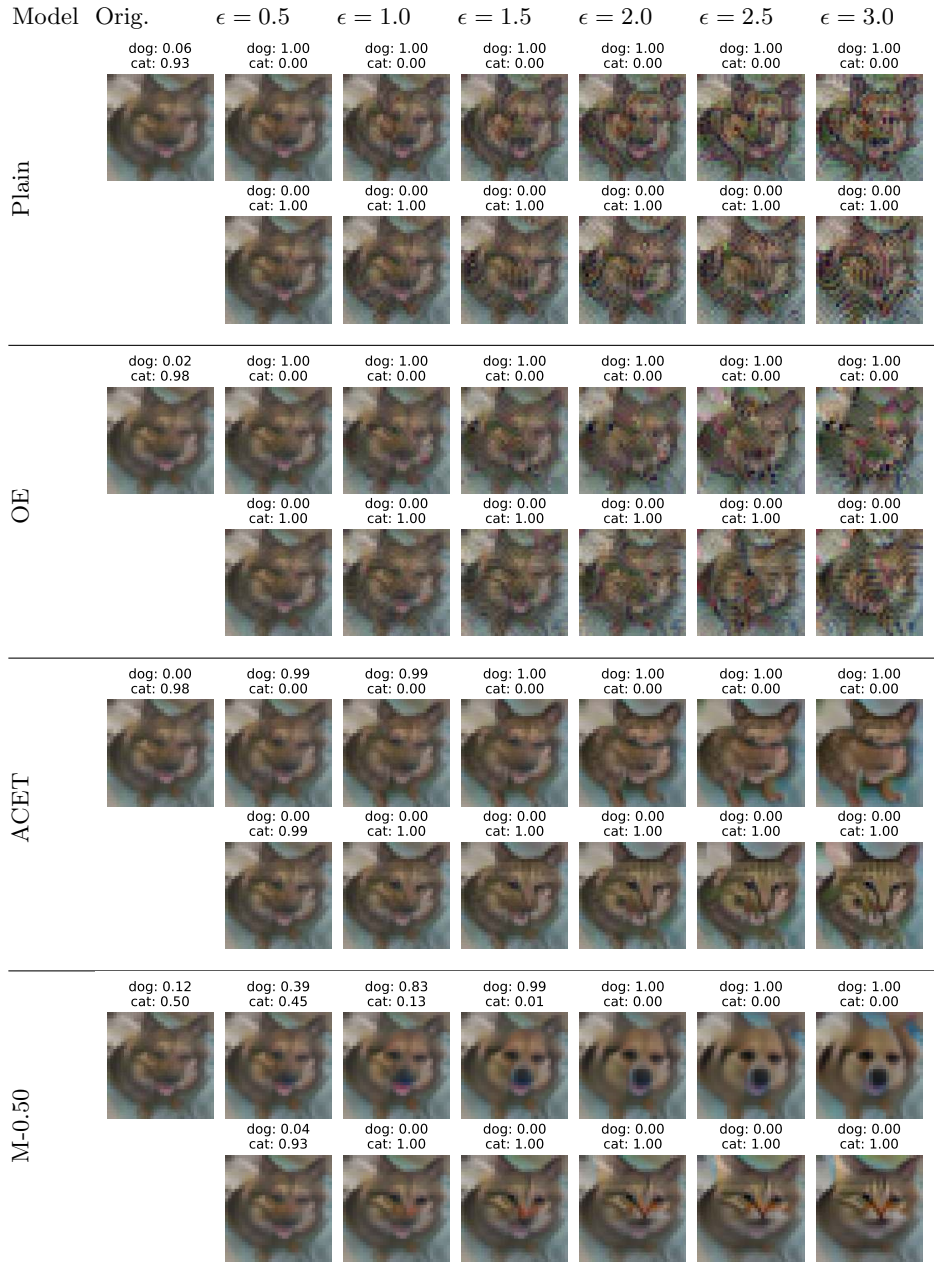 Model Orig. ϵ = 0.5 ϵ = 1.0 ϵ = 1.5 ϵ = 2.0 ϵ = 2.5 ϵ = 3.0
dog: 0.06 dog: 1.00 dog: 1.00 dog: 1.00 dog: 1.00 dog: 1.00 dog: 1.00
cat: 0.93 cat: 0.00 cat: 0.00 cat: 0.00 cat: 0.00 cat: 0.00 cat: 0.00
Plain
dog: 0.00 dog: 0.00 dog: 0.00 dog: 0.00 dog: 0.00 dog: 0.00
cat: 1.00 cat: 1.00 cat: 1.00 cat: 1.00 cat: 1.00 cat: 1.00
dog: 0.02 dog: 1.00 dog: 1.00 dog: 1.00 dog: 1.00 dog: 1.00 dog: 1.00
cat: 0.98 cat: 0.00 cat: 0.00 cat: 0.00 cat: 0.00 cat: 0.00 cat: 0.00
OE
dog: 0.00 dog: 0.00 dog: 0.00 dog: 0.00 dog: 0.00 dog: 0.00
cat: 1.00 cat: 1.00 cat: 1.00 cat: 1.00 cat: 1.00 cat: 1.00
dog: 0.00 dog: 0.99 dog: 0.99 dog: 1.00 dog: 1.00 dog: 1.00 dog: 1.00
cat: 0.98 cat: 0.00 cat: 0.00 cat: 0.00 cat: 0.00 cat: 0.00 cat: 0.00
ACET
dog: 0.00 dog: 0.00 dog: 0.00 dog: 0.00 dog: 0.00 dog: 0.00
cat: 0.99 cat: 1.00 cat: 1.00 cat: 1.00 cat: 1.00 cat: 1.00
dog: 0.12 dog: 0.39 dog: 0.83 dog: 0.99 dog: 1.00 dog: 1.00 dog: 1.00
cat: 0.50 cat: 0.45 cat: 0.13 cat: 0.01 cat: 0.00 cat: 0.00 cat: 0.00
M-0.50
dog: 0.04 dog: 0.00 dog: 0.00 dog: 0.00 dog: 0.00 dog: 0.00
cat: 0.93 cat: 1.00 cat: 1.00 cat: 1.00 cat: 1.00 cat: 1.00